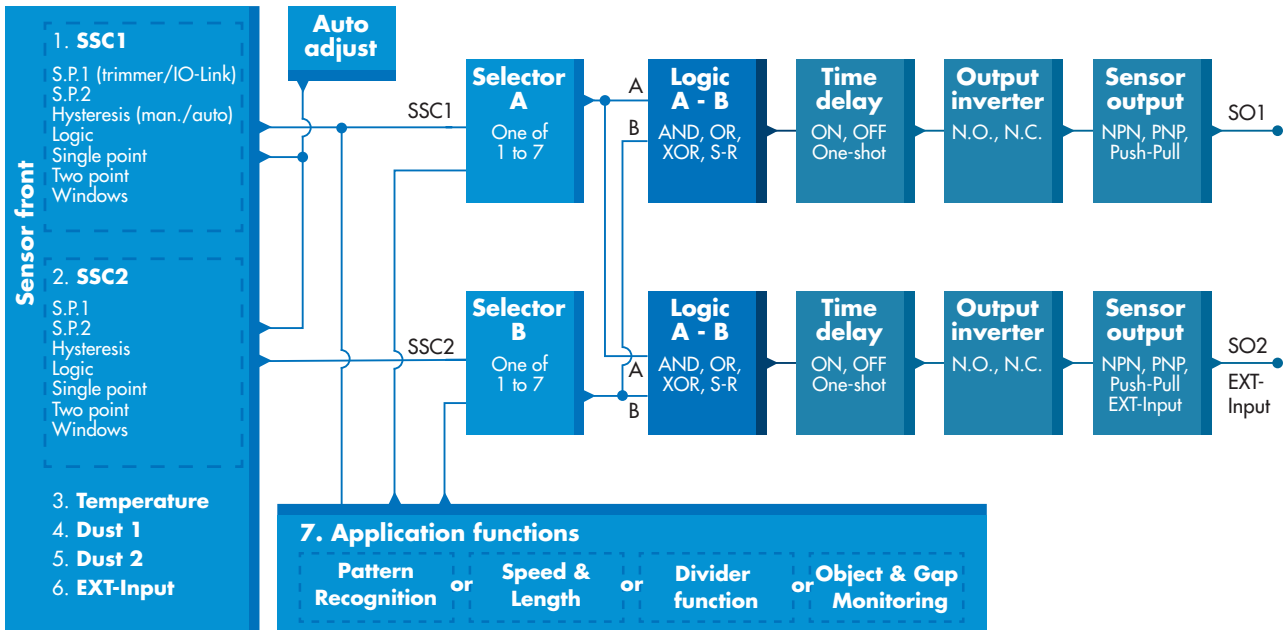 Sensor front
1. SSC1
S.P.1 (trimmer/IO-Link)
S.P.2
Hysteresis (man./auto)
Logic
Single point
Two point
Windows
2. SSC2
S.P.1
S.P.2
Hysteresis
Logic
Single point
Two point
Windows
3. Temperature
4. Dust 1
5. Dust 2
6. EXT-Input
Auto
adjust
SSC1
Selector
A
One of
1 to 7
A
B
Logic
A - B
AND, OR,
XOR, S-R
Time
delay
ON, OFF
One-shot
Output
inverter
N.O., N.C.
Sensor
output
NPN, PNP,
Push-Pull
SO1
SSC2
Selector
B
One of
1 to 7
A
B
Logic
A - B
AND, OR,
XOR, S-R
Time
delay
ON, OFF
One-shot
Output
inverter
N.O., N.C.
Sensor
output
NPN, PNP,
Push-Pull
EXT-Input
SO2
EXT-
Input
7. Application functions
Pattern
Recognition
or
Speed &
Length
or
Divider
function
or
Object & Gap
Monitoring